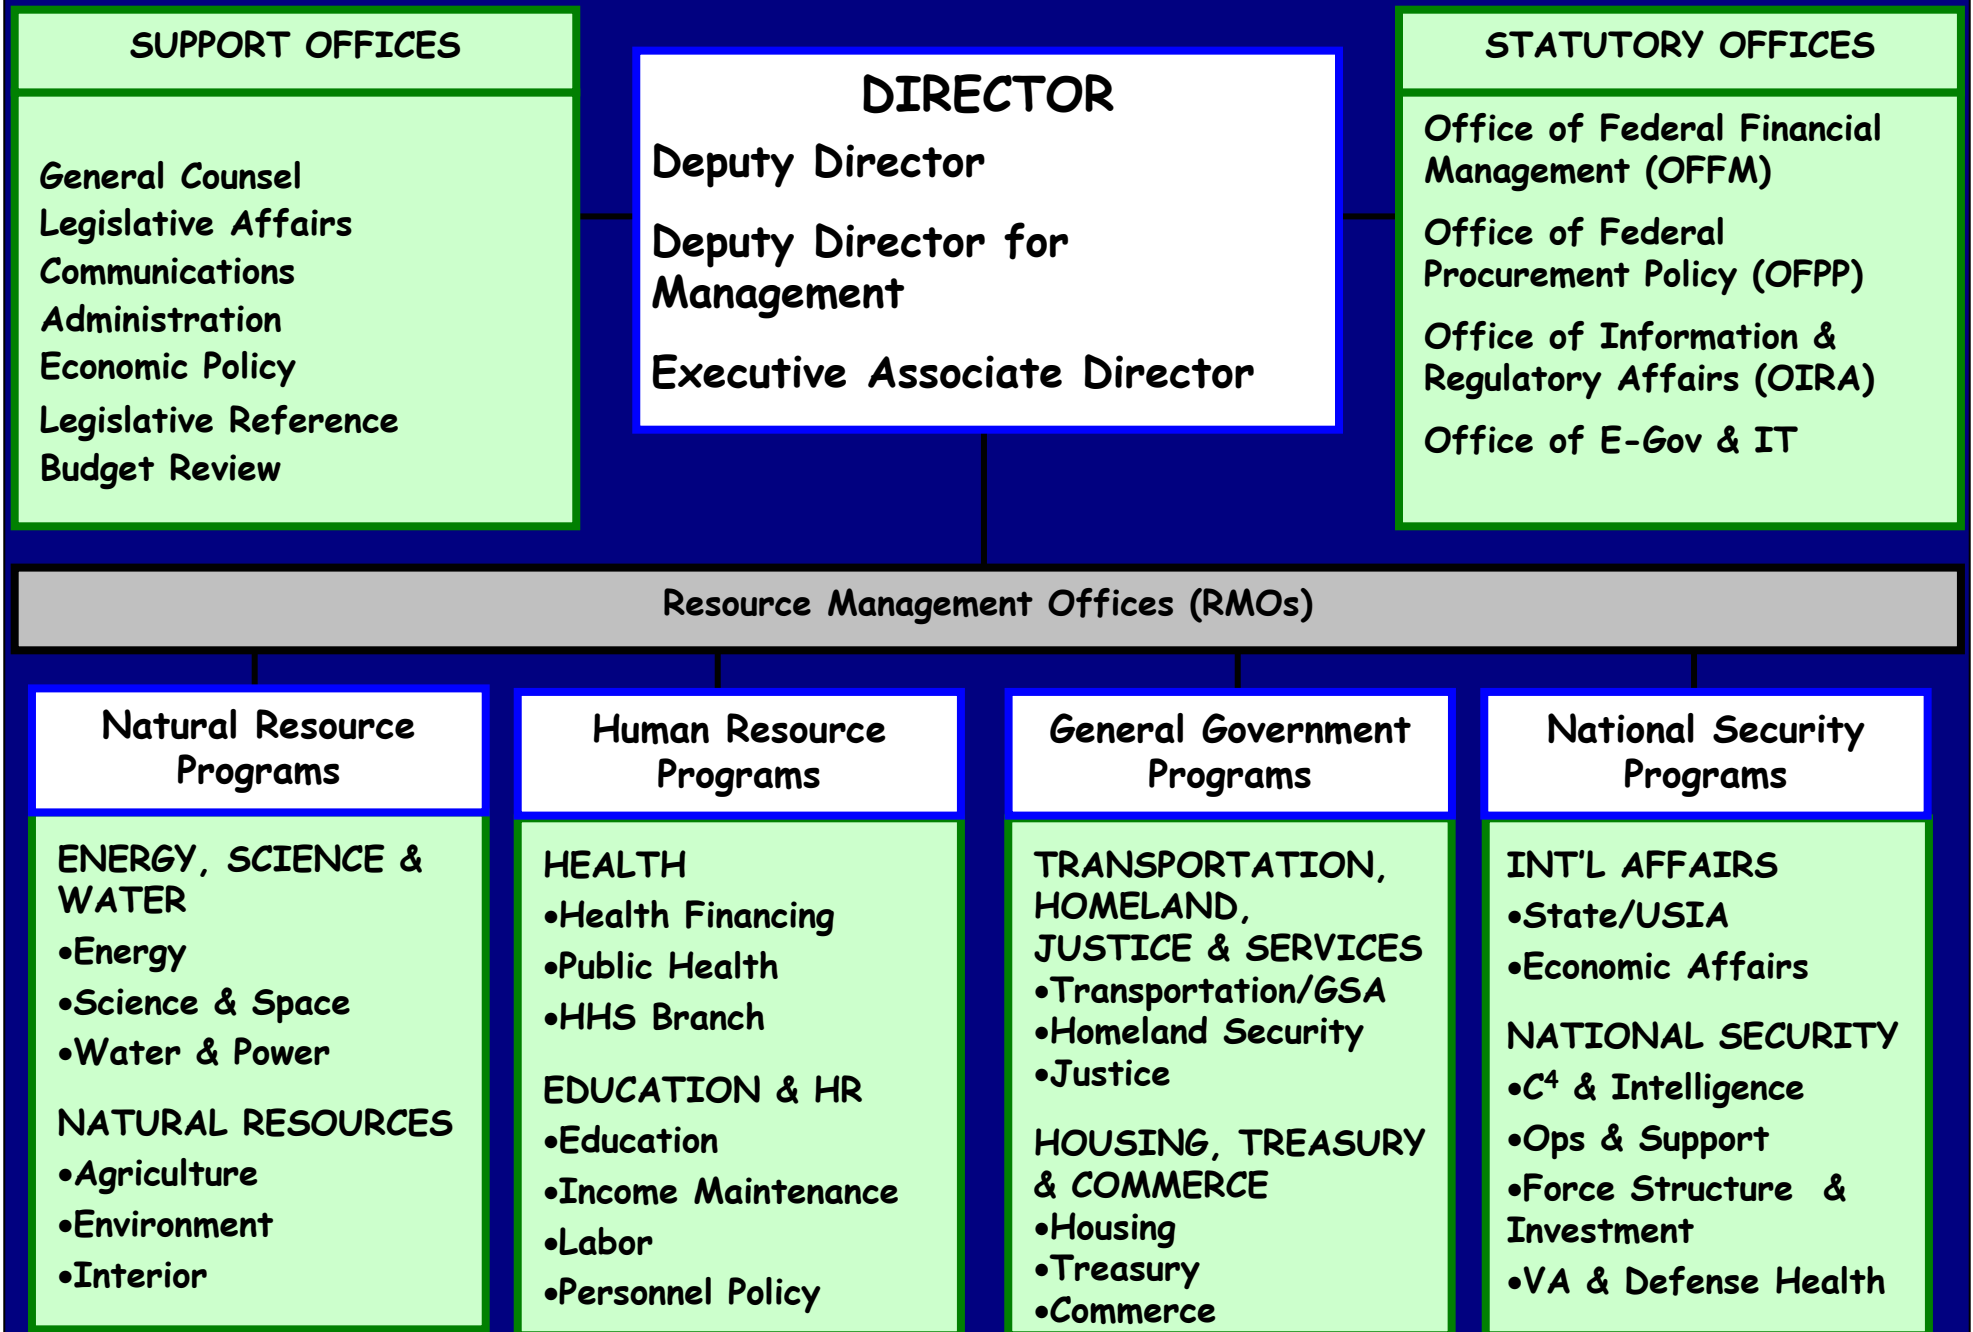 SUPPORT OFFICES
General Counsel
Legislative Affairs
Communications
Administration
Economic Policy
Legislative Reference
Budget Review
DIRECTOR
Deputy Director
Deputy Director for
Management
Executive Associate Director
STATUTORY OFFICES
Office of Federal Financial
Management (OFFM)
Office of Federal
Procurement Policy (OFPP)
Office of Information &
Regulatory Affairs (OIRA)
Office of E-Gov & IT
Resource Management Offices (RMOs)
Natural Resource
Programs
ENERGY, SCIENCE &
WATER
•Energy
•Science & Space
•Water & Power
NATURAL RESOURCES
•Agriculture
•Environment
•Interior
Human Resource
Programs
HEALTH
•Health Financing
•Public Health
•HHS Branch
EDUCATION & HR
•Education
•Income Maintenance
•Labor
•Personnel Policy
General Government
Programs
TRANSPORTATION,
HOMELAND,
JUSTICE & SERVICES
•Transportation/GSA
•Homeland Security
•Justice
HOUSING, TREASURY
& COMMERCE
•Housing
•Treasury
•Commerce
National Security
Programs
INT'L AFFAIRS
•State/USIA
•Economic Affairs
NATIONAL SECURITY
•C⁴ & Intelligence
•Ops & Support
•Force Structure &
Investment
•VA & Defense Health